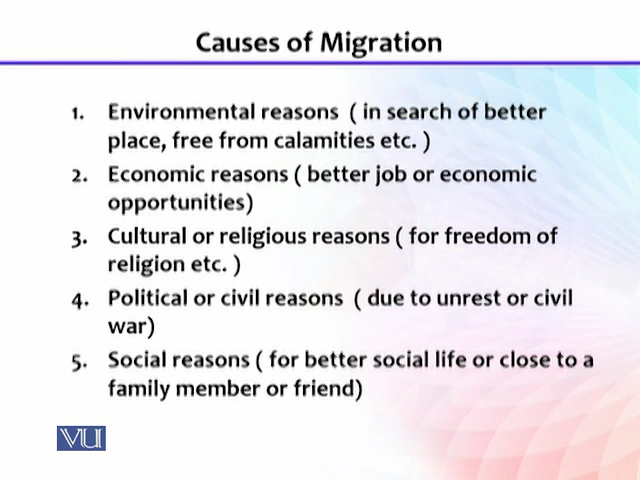 Causes of Migration
1. Environmental reasons ( in search of better
place, free from calamities etc. )
2. Economic reasons ( better job or economic
opportunities)
3. Cultural or religious reasons ( for freedom of
religion etc. )
4. Political or civil reasons ( due to unrest or civil
war)
5. Social reasons ( for better social life or close to a
family member or friend)
VU